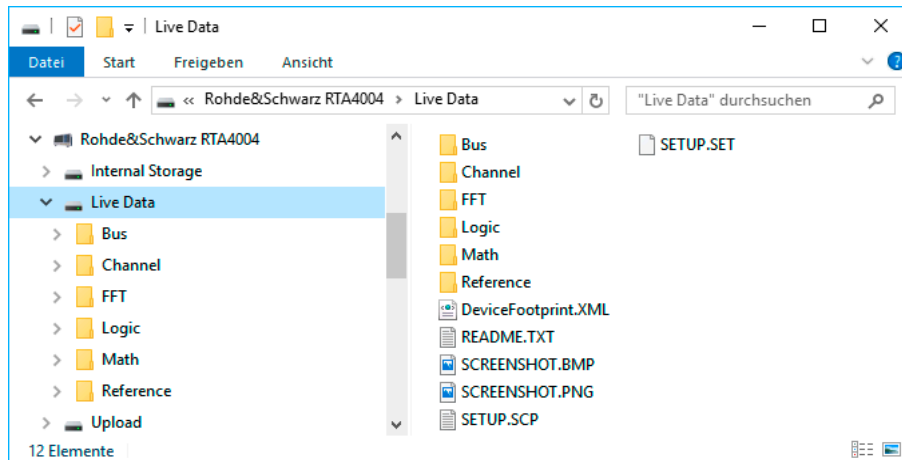 Live Data
Datei Start Freigeben Ansicht
« Rohde&Schwarz RTA4004 > Live Data "Live Data" durchsuchen
Rohde&Schwarz RTA4004
Internal Storage
Live Data
Bus
Channel
FFT
Logic
Math
Reference
Upload
Bus
Channel
FFT
Logic
Math
Reference
DeviceFootprint.XML
README.TXT
SCREENSHOT.BMP
SCREENSHOT.PNG
SETUP.SCP
SETUP.SET
12 Elemente